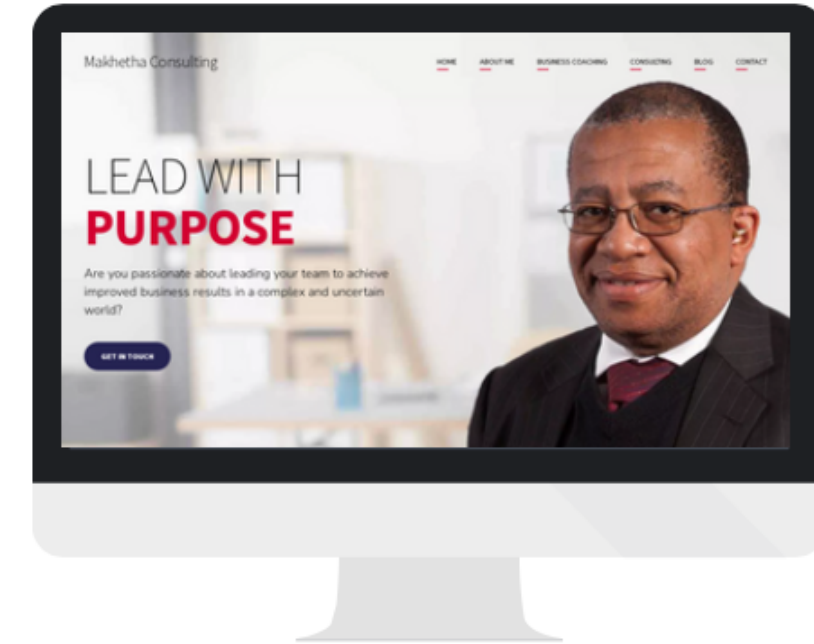 Makhetha Consulting
HOME ABOUT ME BUSINESS COACHING CONSULTING BLOG CONTACT
LEAD WITH
PURPOSE
Are you passionate about leading your team to achieve
improved business results in a complex and uncertain
world?
GET IN TOUCH